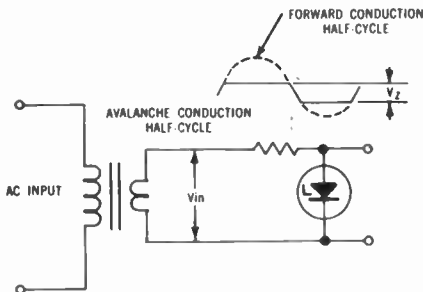 FORWARD CONDUCTION
HALF-CYCLE
Vz
AVALANCHE CONDUCTION
HALF-CYCLE
AC INPUT
Vin